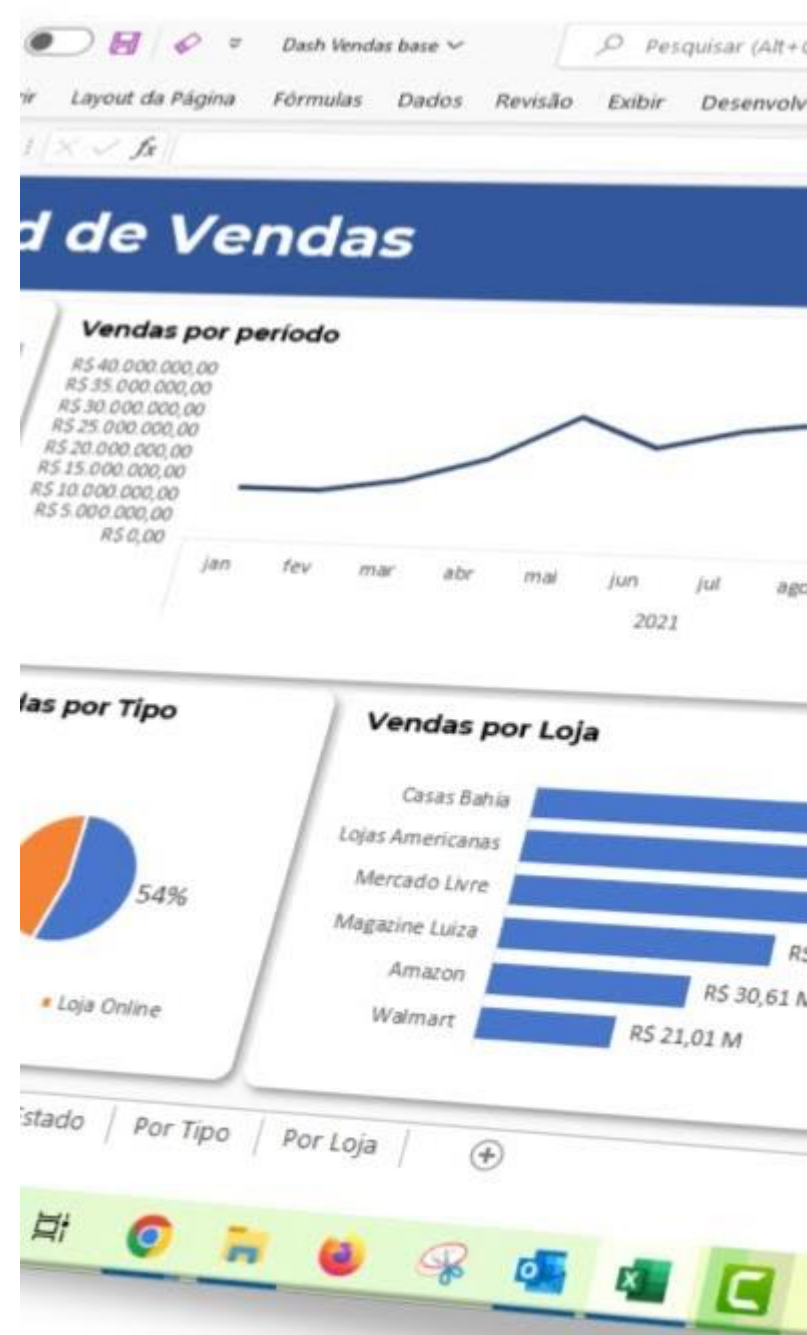 Dash Vendas base
Pesquisar (Alt+
ir Layout da Página Fórmulas Dados Revisão Exibir Desenvolv
fx
d de Vendas
Vendas por período
R$ 40.000.000,00
R$ 35.000.000,00
R$ 30.000.000,00
R$ 25.000.000,00
R$ 20.000.000,00
R$ 15.000.000,00
R$ 10.000.000,00
R$ 5.000.000,00
R$ 0,00
jan fev mar abr mai jun jul ago
2021
das por Tipo
54%
Loja Online
Vendas por Loja
Casas Bahia
Lojas Americanas
Mercado Livre
Magazine Luiza R$
Amazon R$ 30,61 M
Walmart R$ 21,01 M
Estado Por Tipo Por Loja